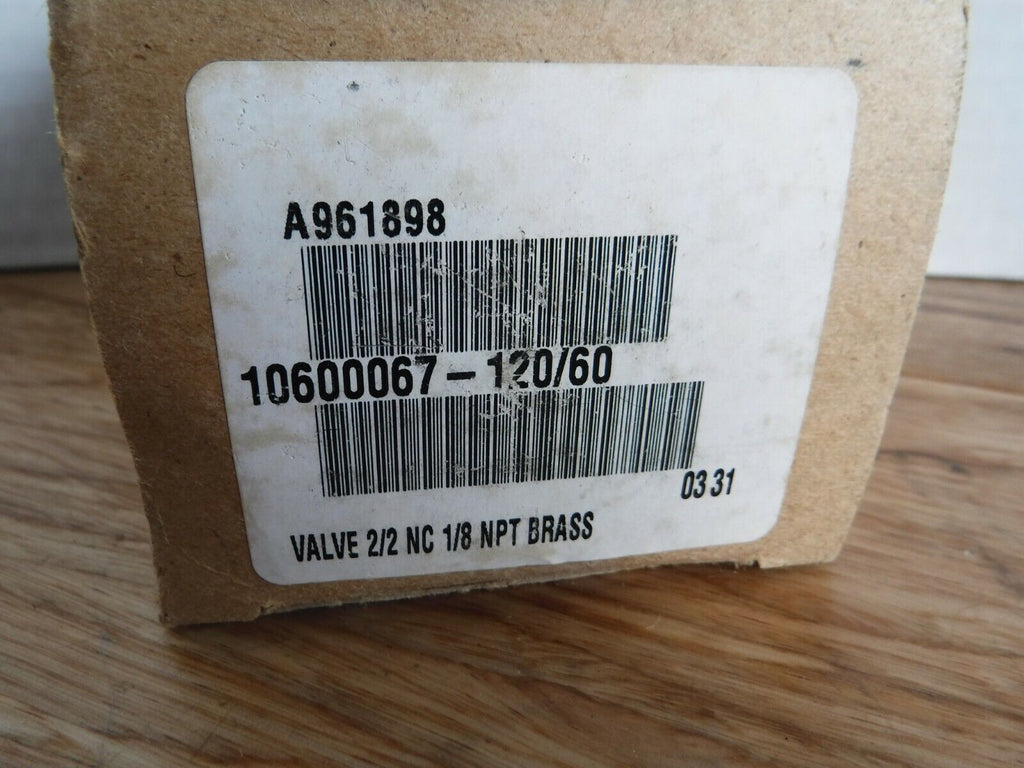 A961898
10600067-120/60
03 31
VALVE 2/2 NC 1/8 NPT BRASS